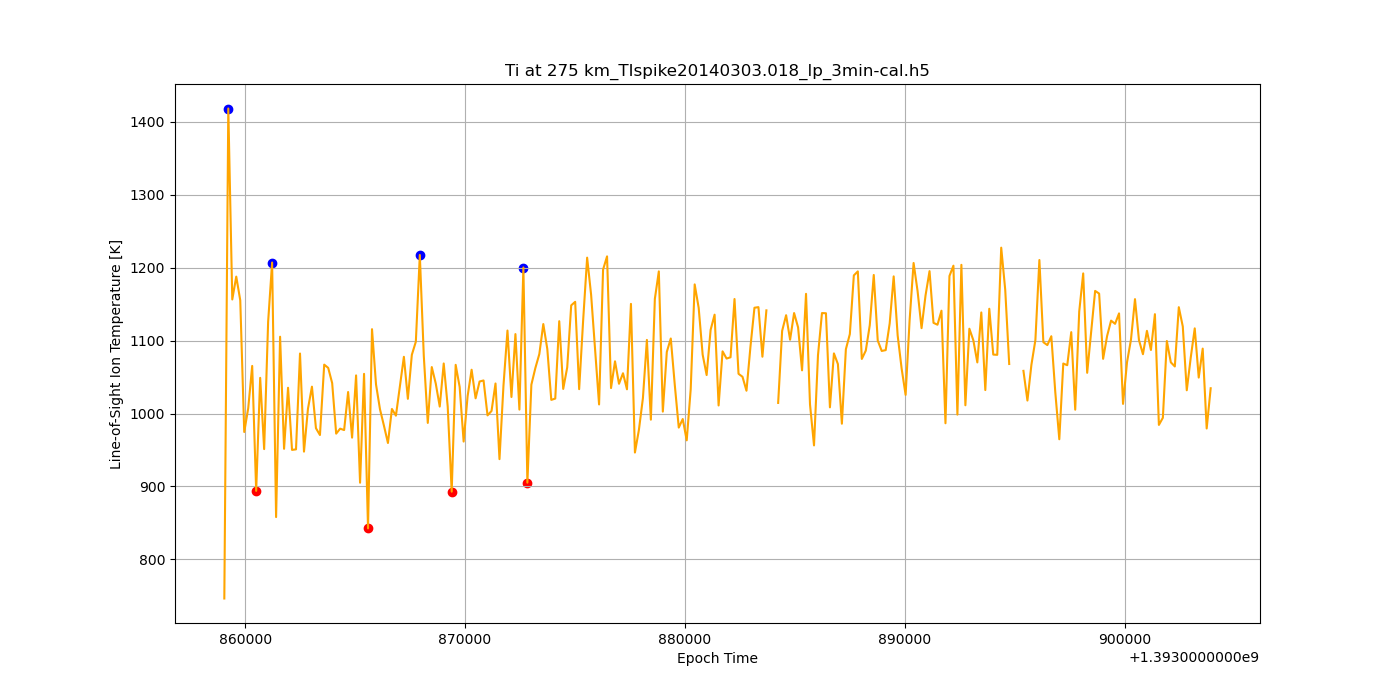 Ti at 275 km_TIspike20140303.018_lp_3min-cal.h5
Line-of-Sight Ion Temperature [K]
1400
1300
1200
1100
1000
900
800
860000 870000 880000 890000 900000
Epoch Time
+1.3930000000e9